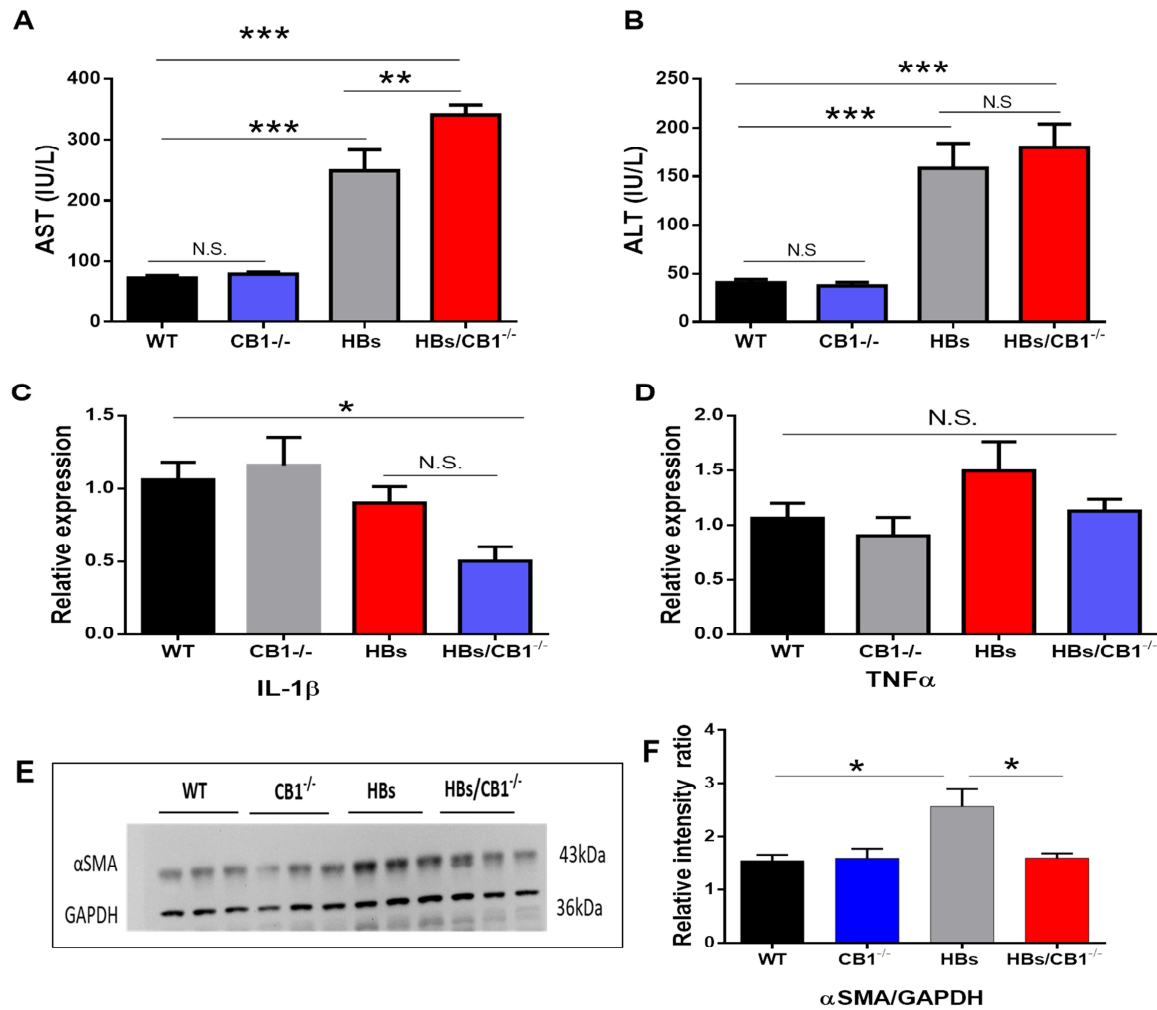 A
***
**
***
N.S.
AST (IU/L)
400
300
200
100
0
WT CB1-/- HBs HBs/CB1-/-
B
***
N.S
***
N.S
ALT (IU/L)
250
200
150
100
50
0
WT CB1-/- HBs HBs/CB1-/-
C
*
N.S.
Relative expression
1.5
1.0
0.5
0.0
WT CB1-/- HBs HBs/CB1-/-
IL-1β
D
N.S.
Relative expression
2.0
1.5
1.0
0.5
0.0
WT CB1-/- HBs HBs/CB1-/-
TNFα
E
WT CB1-/- HBs HBs/CB1-/-
αSMA 43kDa
GAPDH 36kDa
F
* *
Relative intensity ratio
4
3
2
1
0
WT CB1-/- HBs HBs/CB1-/-
αSMA/GAPDH